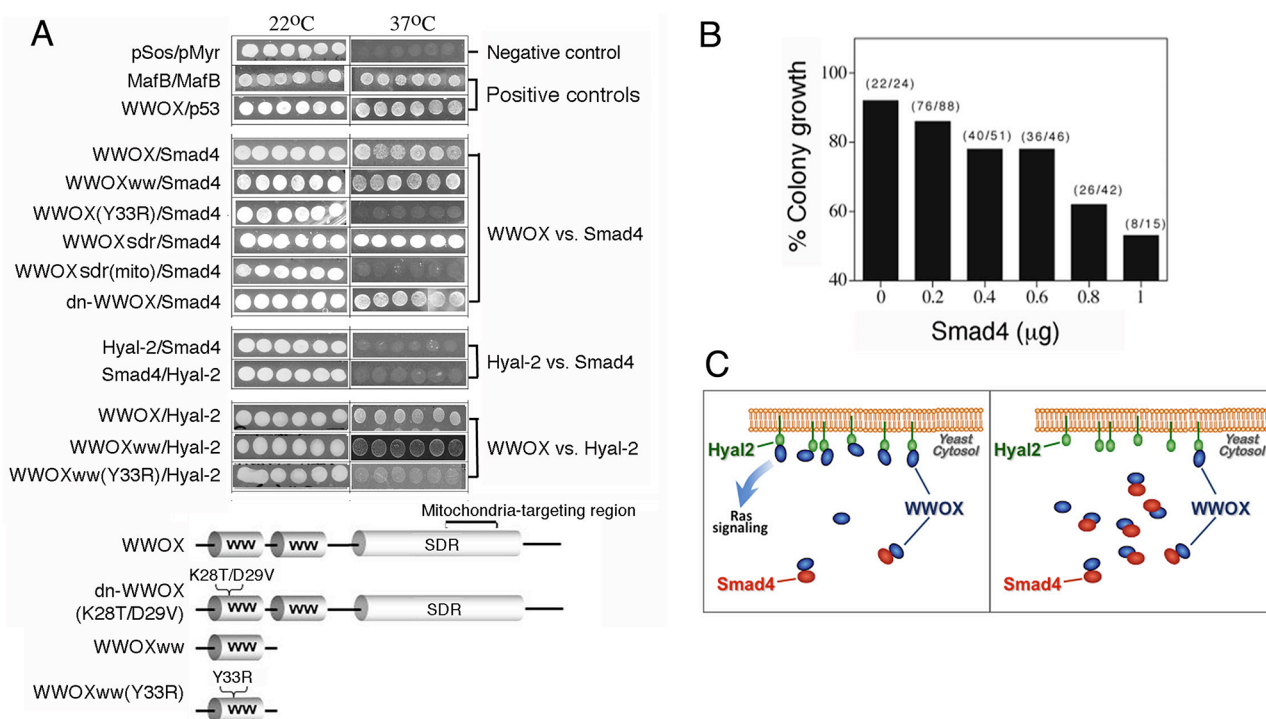 A
22°C 37°C
pSos/pMyr Negative control
MafB/MafB
WWOX/p53
Positive controls
WWOX/Smad4
WWOXww/Smad4
WWOX(Y33R)/Smad4
WWOXsdr/Smad4
WWOXsdr(mito)/Smad4
dn-WWOX/Smad4
WWOX vs. Smad4
Hyal-2/Smad4
Smad4/Hyal-2
Hyal-2 vs. Smad4
WWOX/Hyal-2
WWOXww/Hyal-2
WWOXww(Y33R)/Hyal-2
WWOX vs. Hyal-2
Mitochondria-targeting region
WWOX ww ww SDR
K28T/D29V
dn-WWOX
(K28T/D29V)
ww ww SDR
WWOXww ww
Y33R
WWOXww(Y33R) ww
B
% Colony growth
100
80
60
40
(22/24)
(76/88)
(40/51)
(36/46)
(26/42)
(8/15)
0 0.2 0.4 0.6 0.8 1
Smad4 (µg)
C
Hyal2
Yeast
Cytosol
Ras
signaling
WWOX
Smad4
Hyal2
Yeast
Cytosol
WWOX
Smad4